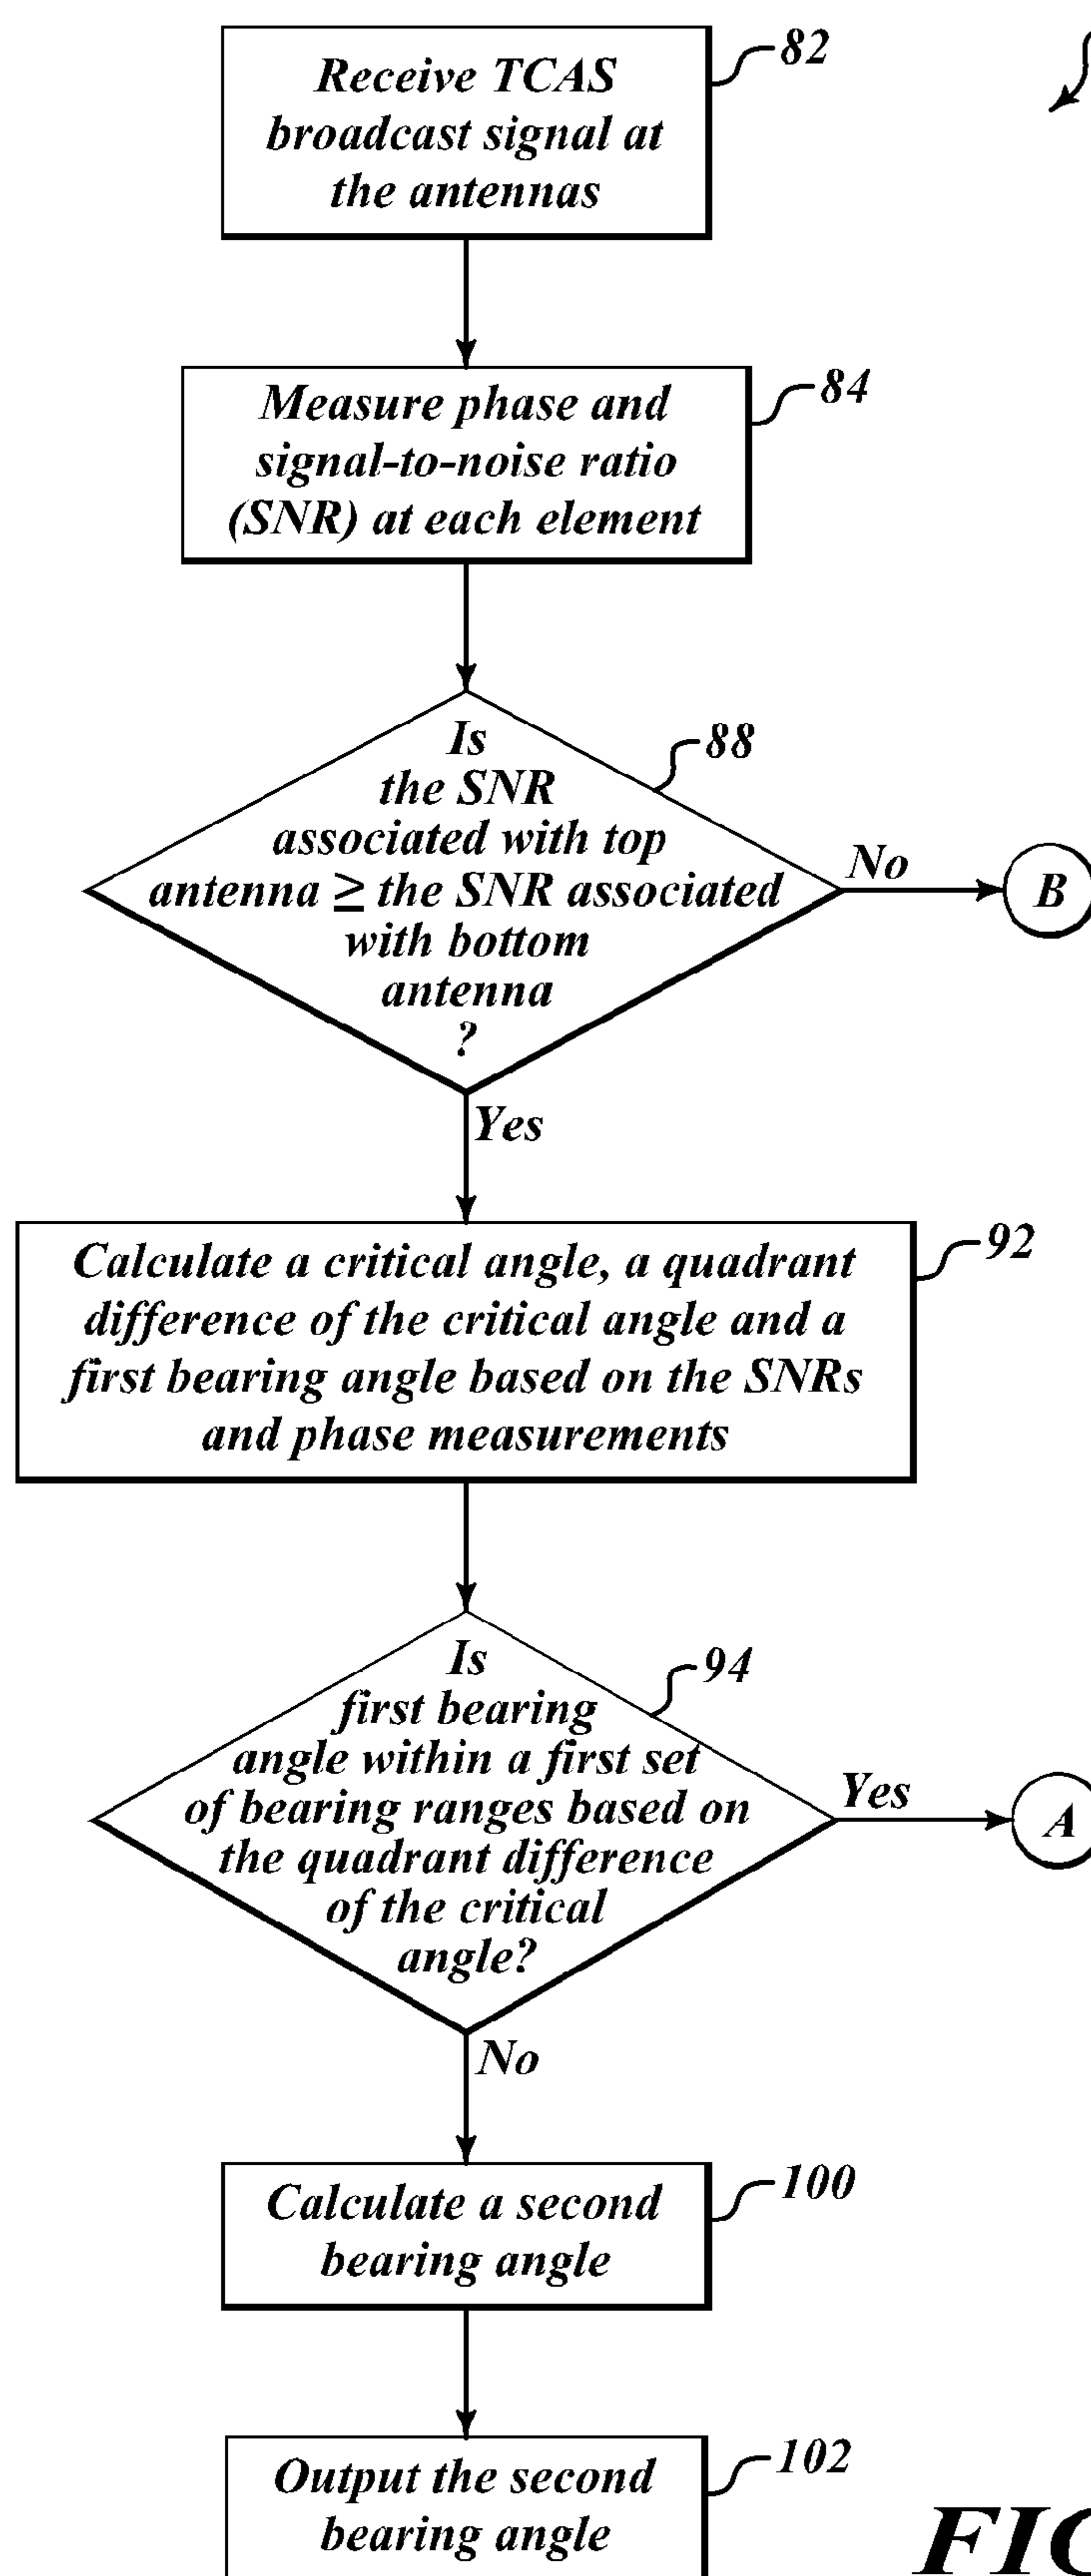 Receive TCAS
broadcast signal at
the antennas
82
Measure phase and
signal-to-noise ratio
(SNR) at each element
84
Is
the SNR
associated with top
antenna ≥ the SNR associated
with bottom
antenna
?
88
No
B
Yes
Calculate a critical angle, a quadrant
difference of the critical angle and a
first bearing angle based on the SNRs
and phase measurements
92
Is
first bearing
angle within a first set
of bearing ranges based on
the quadrant difference
of the critical
angle?
94
Yes
A
No
Calculate a second
bearing angle
100
Output the second
bearing angle
102